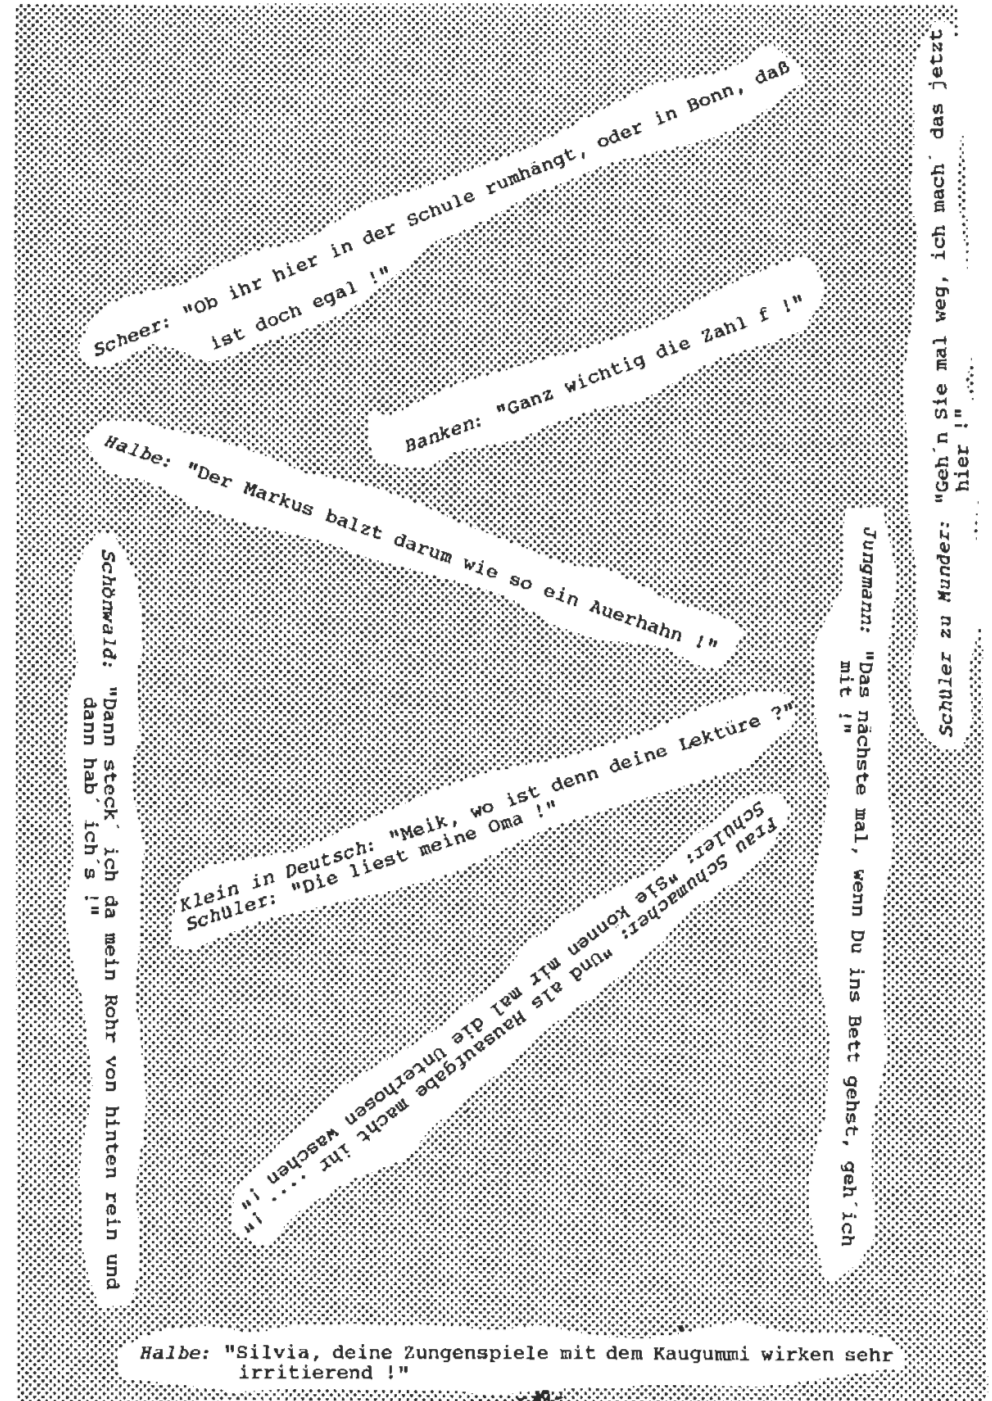 Scheer: "Ob ihr hier in der Schule rumhängt, oder in Bonn, daß
ist doch egal !"
Banken: "Ganz wichtig die Zahl f !"
Halbe: "Der Markus balzt darum wie so ein Auerhahn !"
Schüler zu Munder: "Geh´n Sie mal weg, ich mach´ das jetzt
hier !"
Jungmann: "Das nächste mal, wenn Du ins Bett gehst, geh´ich
mit !"
Schönwald: "Dann steck´ ich da mein Rohr von hinten rein und
dann hab´ ich´s !"
Klein in Deutsch: "Meik, wo ist denn deine Lektüre ?"
Schüler: "Die liest meine Oma !"
Frau Schumacher: "Und als Hausaufgabe macht ihr .... !"
Schüler: "Sie können mir mal die Unterhosen waschen !"
Halbe: "Silvia, deine Zungenspiele mit dem Kaugummi wirken sehr
irritierend !"